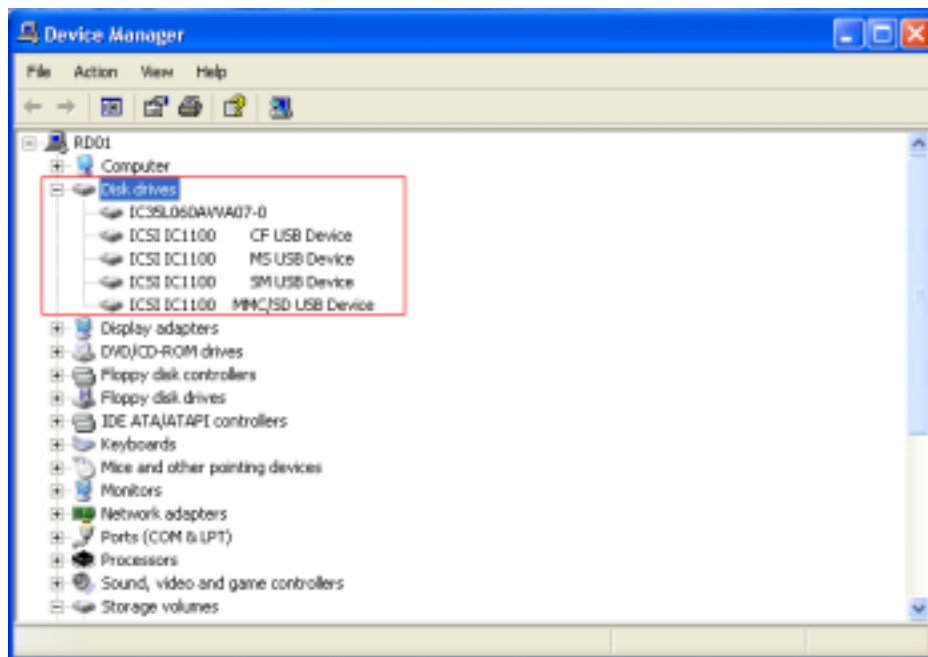 Device Manager
File Action View Help
RD01
Computer
Disk drives
IC35L060AVVA07-0
ICSI IC1100 CF USB Device
ICSI IC1100 MS USB Device
ICSI IC1100 SM USB Device
ICSI IC1100 MMC/SD USB Device
Display adapters
DVD/CD-ROM drives
Floppy disk controllers
Floppy disk drives
IDE ATA/ATAPI controllers
Keyboards
Mice and other pointing devices
Monitors
Network adapters
Ports (COM & LPT)
Processors
Sound, video and game controllers
Storage volumes